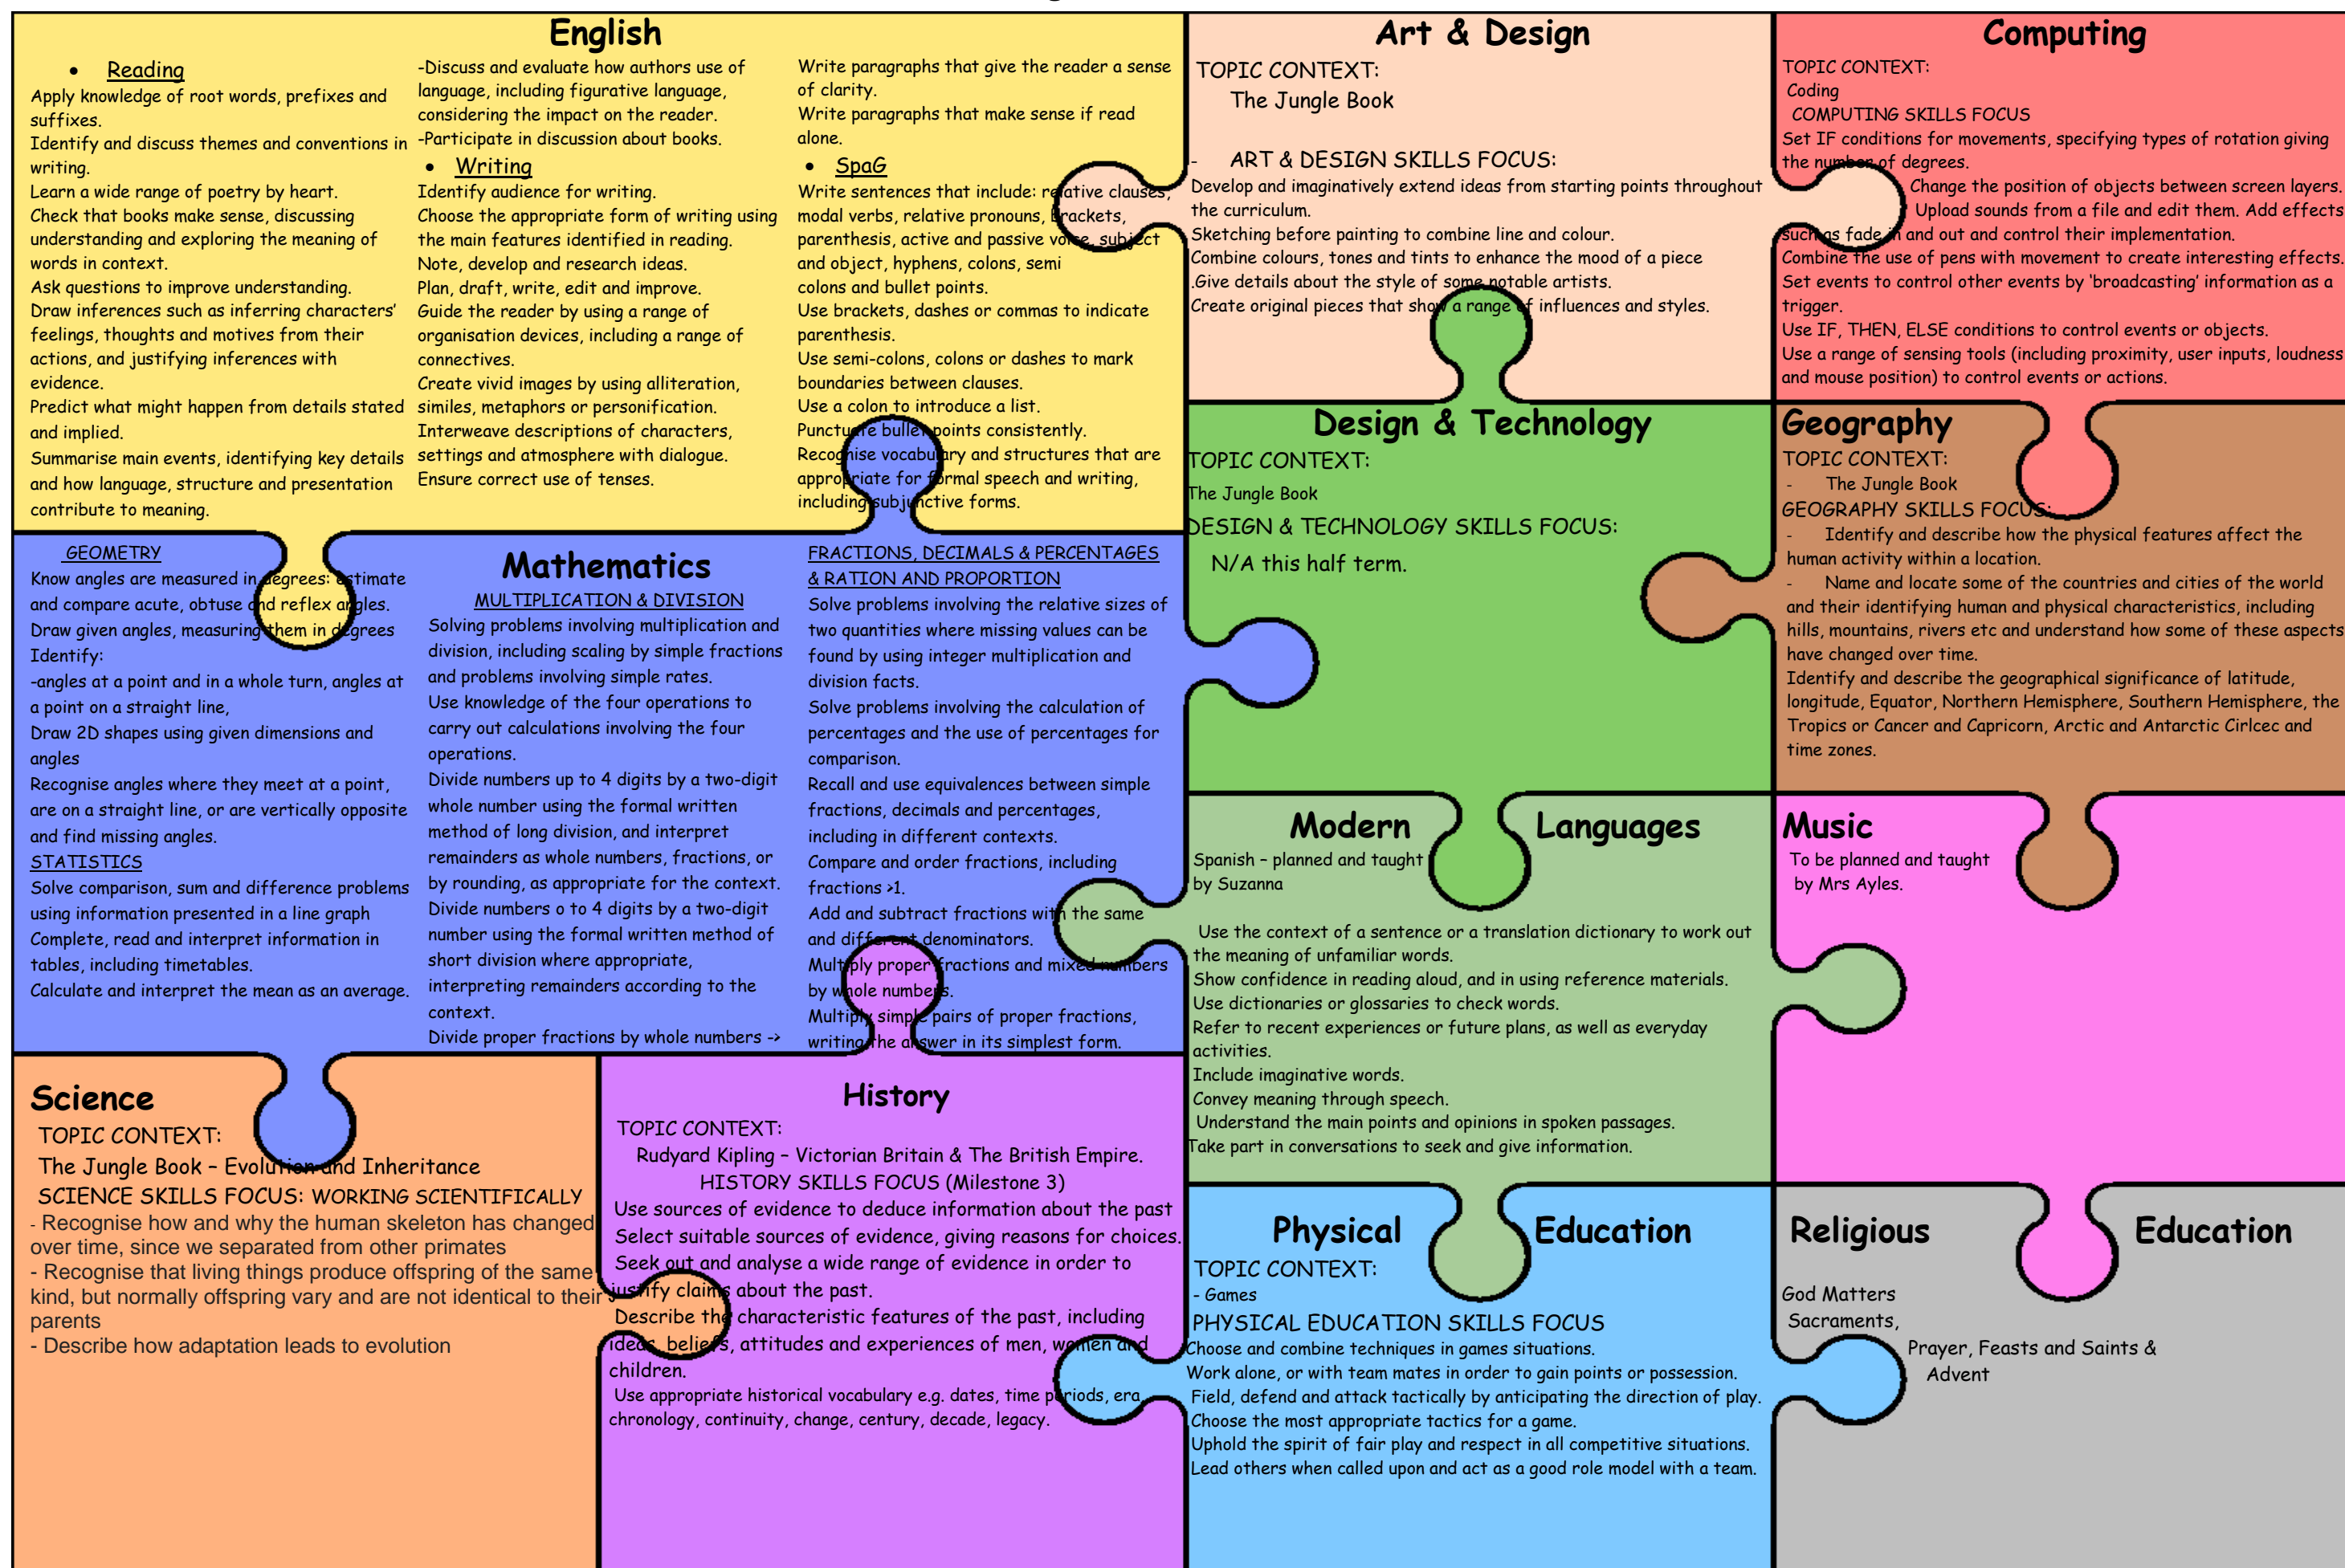 English
• Reading
Apply knowledge of root words, prefixes and
suffixes.
Identify and discuss themes and conventions in
writing.
Learn a wide range of poetry by heart.
Check that books make sense, discussing
understanding and exploring the meaning of
words in context.
Ask questions to improve understanding.
Draw inferences such as inferring characters’
feelings, thoughts and motives from their
actions, and justifying inferences with
evidence.
Predict what might happen from details stated
and implied.
Summarise main events, identifying key details
and how language, structure and presentation
contribute to meaning.
-Discuss and evaluate how authors use of
language, including figurative language,
considering the impact on the reader.
-Participate in discussion about books.
• Writing
Identify audience for writing.
Choose the appropriate form of writing using
the main features identified in reading.
Note, develop and research ideas.
Plan, draft, write, edit and improve.
Guide the reader by using a range of
organisation devices, including a range of
connectives.
Create vivid images by using alliteration,
similes, metaphors or personification.
Interweave descriptions of characters,
settings and atmosphere with dialogue.
Ensure correct use of tenses.
Write paragraphs that give the reader a sense
of clarity.
Write paragraphs that make sense if read
alone.
• SpaG
Write sentences that include: relative clauses,
modal verbs, relative pronouns, brackets,
parenthesis, active and passive voice, subject
and object, hyphens, colons, semi
colons and bullet points.
Use brackets, dashes or commas to indicate
parenthesis.
Use semi-colons, colons or dashes to mark
boundaries between clauses.
Use a colon to introduce a list.
Punctuate bullet points consistently.
Recognise vocabulary and structures that are
appropriate for formal speech and writing,
including subjunctive forms.
Art & Design
TOPIC CONTEXT:
The Jungle Book
- ART & DESIGN SKILLS FOCUS:
Develop and imaginatively extend ideas from starting points throughout
the curriculum.
Sketching before painting to combine line and colour.
Combine colours, tones and tints to enhance the mood of a piece
.Give details about the style of some notable artists.
Create original pieces that show a range of influences and styles.
Computing
TOPIC CONTEXT:
Coding
COMPUTING SKILLS FOCUS
Set IF conditions for movements, specifying types of rotation giving
the number of degrees.
Change the position of objects between screen layers.
Upload sounds from a file and edit them. Add effects
such as fade in and out and control their implementation.
Combine the use of pens with movement to create interesting effects.
Set events to control other events by ‘broadcasting’ information as a
trigger.
Use IF, THEN, ELSE conditions to control events or objects.
Use a range of sensing tools (including proximity, user inputs, loudness
and mouse position) to control events or actions.
Design & Technology
TOPIC CONTEXT:
The Jungle Book
DESIGN & TECHNOLOGY SKILLS FOCUS:
N/A this half term.
Geography
TOPIC CONTEXT:
- The Jungle Book
GEOGRAPHY SKILLS FOCUS:
- Identify and describe how the physical features affect the
human activity within a location.
- Name and locate some of the countries and cities of the world
and their identifying human and physical characteristics, including
hills, mountains, rivers etc and understand how some of these aspects
have changed over time.
Identify and describe the geographical significance of latitude,
longitude, Equator, Northern Hemisphere, Southern Hemisphere, the
Tropics or Cancer and Capricorn, Arctic and Antarctic Cirlcec and
time zones.
GEOMETRY
Know angles are measured in degrees: estimate
and compare acute, obtuse and reflex angles.
Draw given angles, measuring them in degrees
Identify:
-angles at a point and in a whole turn, angles at
a point on a straight line,
Draw 2D shapes using given dimensions and
angles
Recognise angles where they meet at a point,
are on a straight line, or are vertically opposite
and find missing angles.
STATISTICS
Solve comparison, sum and difference problems
using information presented in a line graph
Complete, read and interpret information in
tables, including timetables.
Calculate and interpret the mean as an average.
Mathematics
MULTIPLICATION & DIVISION
Solving problems involving multiplication and
division, including scaling by simple fractions
and problems involving simple rates.
Use knowledge of the four operations to
carry out calculations involving the four
operations.
Divide numbers up to 4 digits by a two-digit
whole number using the formal written
method of long division, and interpret
remainders as whole numbers, fractions, or
by rounding, as appropriate for the context.
Divide numbers o to 4 digits by a two-digit
number using the formal written method of
short division where appropriate,
interpreting remainders according to the
context.
Divide proper fractions by whole numbers ->
FRACTIONS, DECIMALS & PERCENTAGES
& RATION AND PROPORTION
Solve problems involving the relative sizes of
two quantities where missing values can be
found by using integer multiplication and
division facts.
Solve problems involving the calculation of
percentages and the use of percentages for
comparison.
Recall and use equivalences between simple
fractions, decimals and percentages,
including in different contexts.
Compare and order fractions, including
fractions >1.
Add and subtract fractions with the same
and different denominators.
Multiply proper fractions and mixed numbers
by whole numbers.
Multiply simple pairs of proper fractions,
writing the answer in its simplest form.
Modern Languages
Spanish – planned and taught
by Suzanna
Use the context of a sentence or a translation dictionary to work out
the meaning of unfamiliar words.
Show confidence in reading aloud, and in using reference materials.
Use dictionaries or glossaries to check words.
Refer to recent experiences or future plans, as well as everyday
activities.
Include imaginative words.
Convey meaning through speech.
Understand the main points and opinions in spoken passages.
Take part in conversations to seek and give information.
Music
To be planned and taught
by Mrs Ayles.
Science
TOPIC CONTEXT:
The Jungle Book – Evolution and Inheritance
SCIENCE SKILLS FOCUS: WORKING SCIENTIFICALLY
- Recognise how and why the human skeleton has changed
over time, since we separated from other primates
- Recognise that living things produce offspring of the same
kind, but normally offspring vary and are not identical to their
parents
- Describe how adaptation leads to evolution
History
TOPIC CONTEXT:
Rudyard Kipling – Victorian Britain & The British Empire.
HISTORY SKILLS FOCUS (Milestone 3)
Use sources of evidence to deduce information about the past
Select suitable sources of evidence, giving reasons for choices.
Seek out and analyse a wide range of evidence in order to
justify claims about the past.
Describe the characteristic features of the past, including
ideas, beliefs, attitudes and experiences of men, women and
children.
Use appropriate historical vocabulary e.g. dates, time periods, era,
chronology, continuity, change, century, decade, legacy.
Physical Education
TOPIC CONTEXT:
- Games
PHYSICAL EDUCATION SKILLS FOCUS
Choose and combine techniques in games situations.
Work alone, or with team mates in order to gain points or possession.
Field, defend and attack tactically by anticipating the direction of play.
Choose the most appropriate tactics for a game.
Uphold the spirit of fair play and respect in all competitive situations.
Lead others when called upon and act as a good role model with a team.
Religious Education
God Matters
Sacraments,
Prayer, Feasts and Saints &
Advent